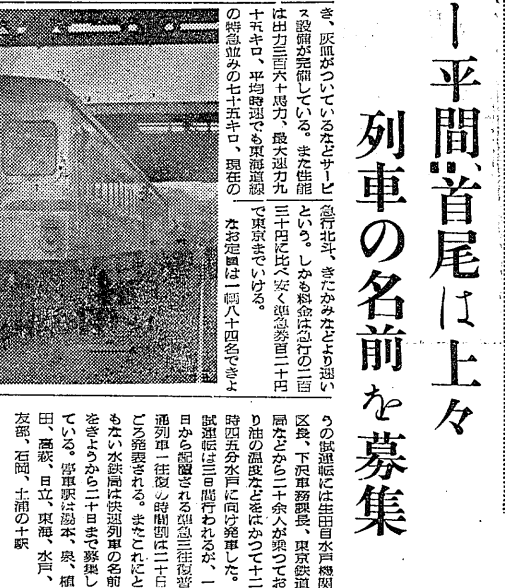 ー平間、首尾は上々
列車の名前を募集
き、灰皿がついているなどサービ
ス設備が完備している。また性能
は出力三百六十馬力、最大速力九
十五キロ、平均時速でも東海道線
の特急並みの七十五キロ、現在の
急行北斗、きたかみなどより速い
という。しかも料金は急行の二百
三十円に比べ安く準急券百二十円
で東京までいける。
なお定員は一輛八十四名できよ
うの試運転には生田目水戸機関
区長、下沢車務課長、東京鉄道
局などから二十余人が乗つてお
り油の温度などをはかつて十二
時四五分水戸に向け発車した。
試運転は三日間行われるが、一
日から配置される準急三往復普
通列車一往復の時間割は二十日
ごろ発表される。またこれにと
もない水鉄局は快速列車の名前
をきようから二十日まで募集し
ている。停車駅は湯本、泉、植
田、高萩、日立、東海、水戸、
友部、石岡、土浦の十駅